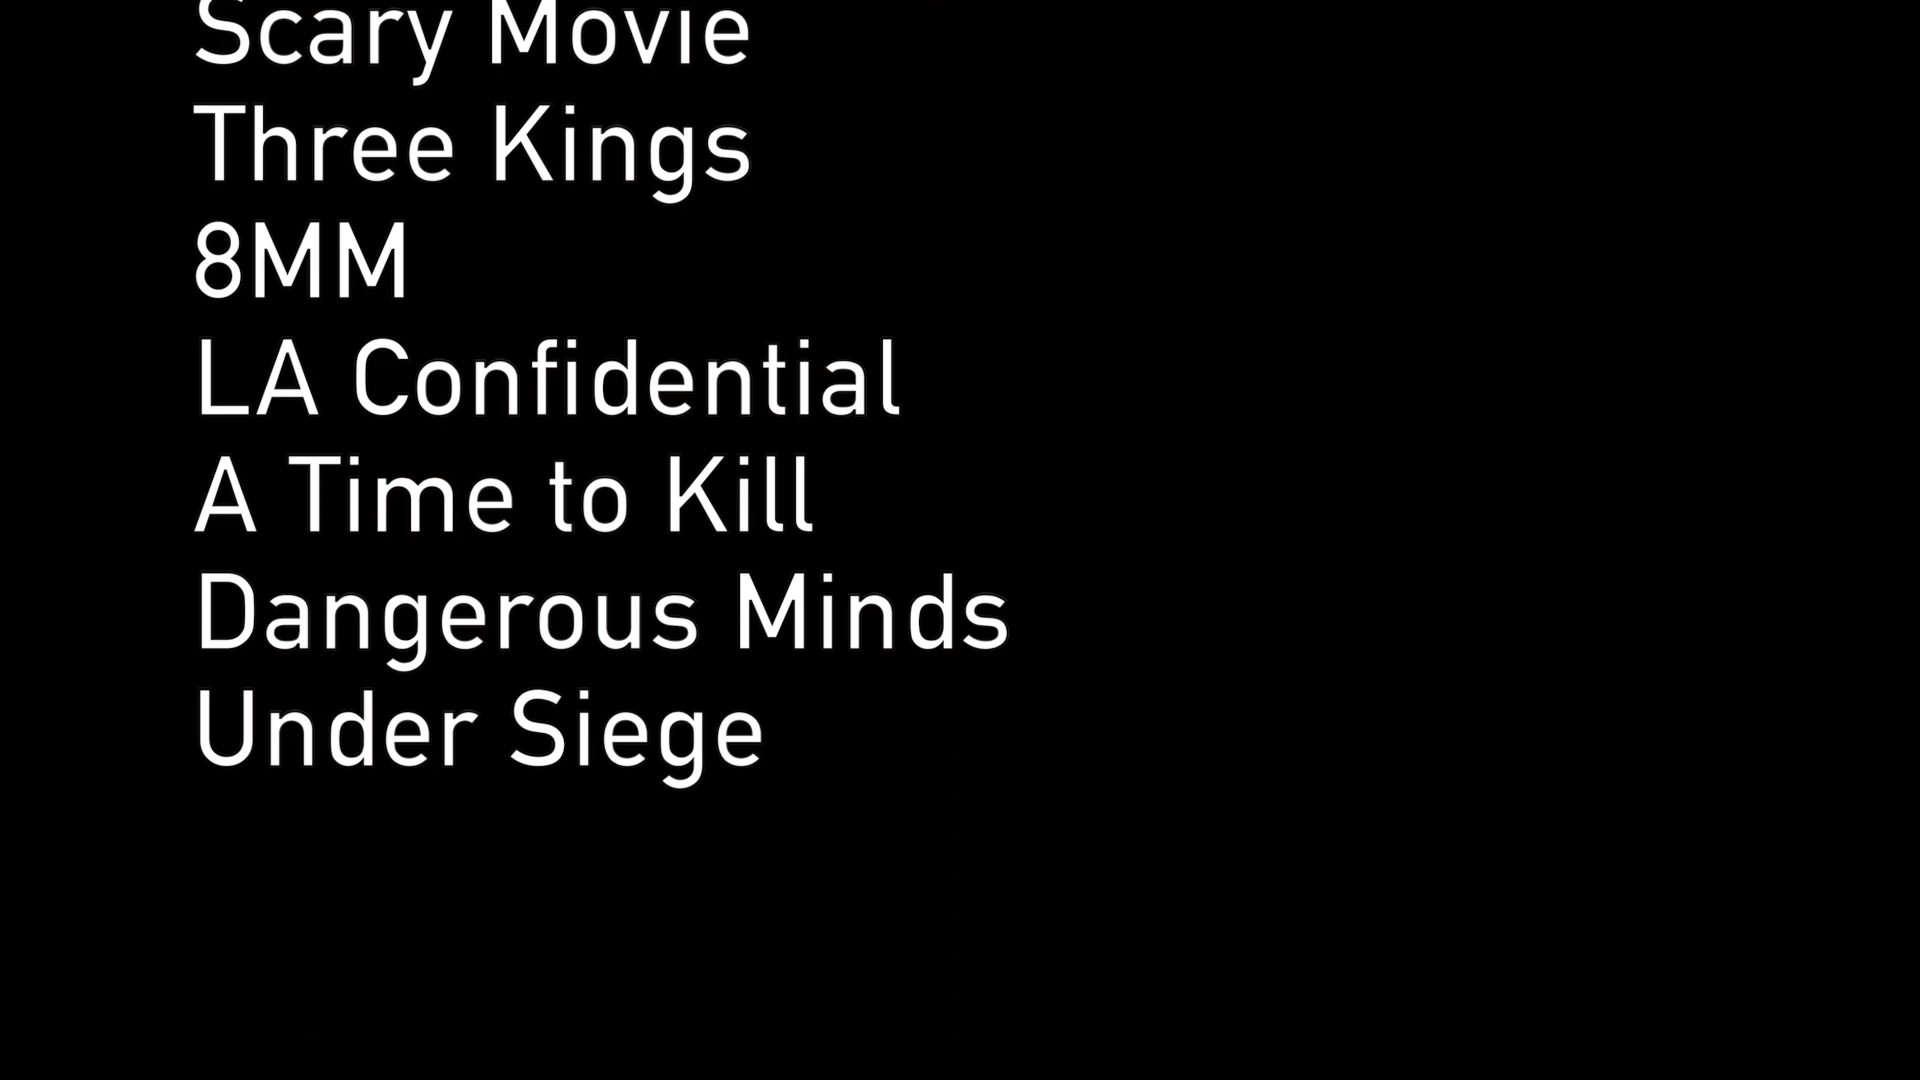 Scary Movie
Three Kings
8MM
LA Confidential
A Time to Kill
Dangerous Minds
Under Siege